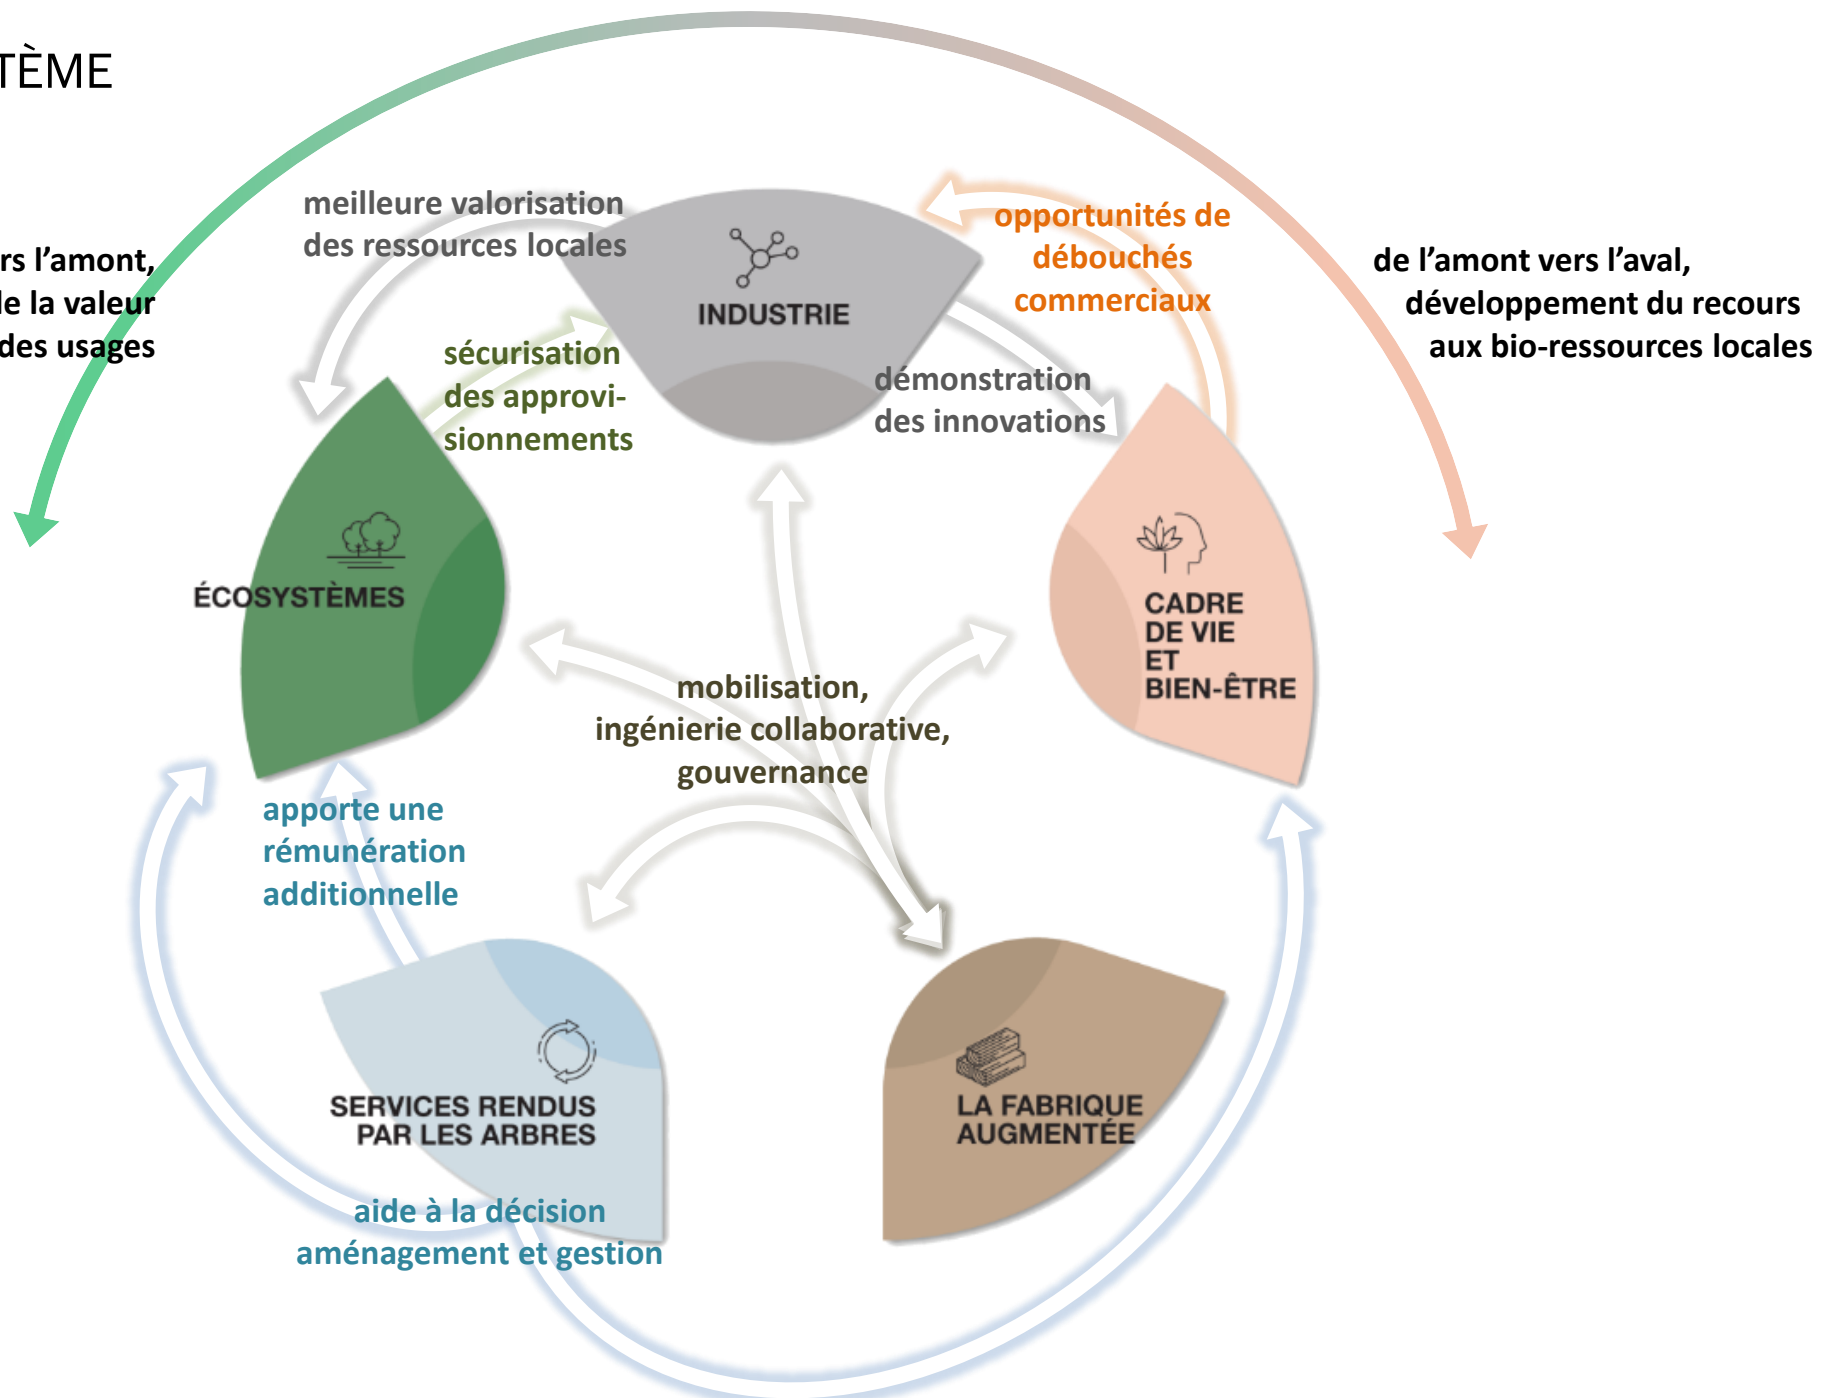 TÈME
meilleure valorisation
des ressources locales
opportunités de
débouchés
commerciaux
rs l’amont,
de la valeur
des usages
de l’amont vers l’aval,
développement du recours
aux bio-ressources locales
INDUSTRIE
sécurisation
des approvi-
sionnements
démonstration
des innovations
ÉCOSYSTÈMES
CADRE
DE VIE
ET
BIEN-ÊTRE
mobilisation,
ingénierie collaborative,
gouvernance
apporte une
rémunération
additionnelle
SERVICES RENDUS
PAR LES ARBRES
LA FABRIQUE
AUGMENTÉE
aide à la décision
aménagement et gestion